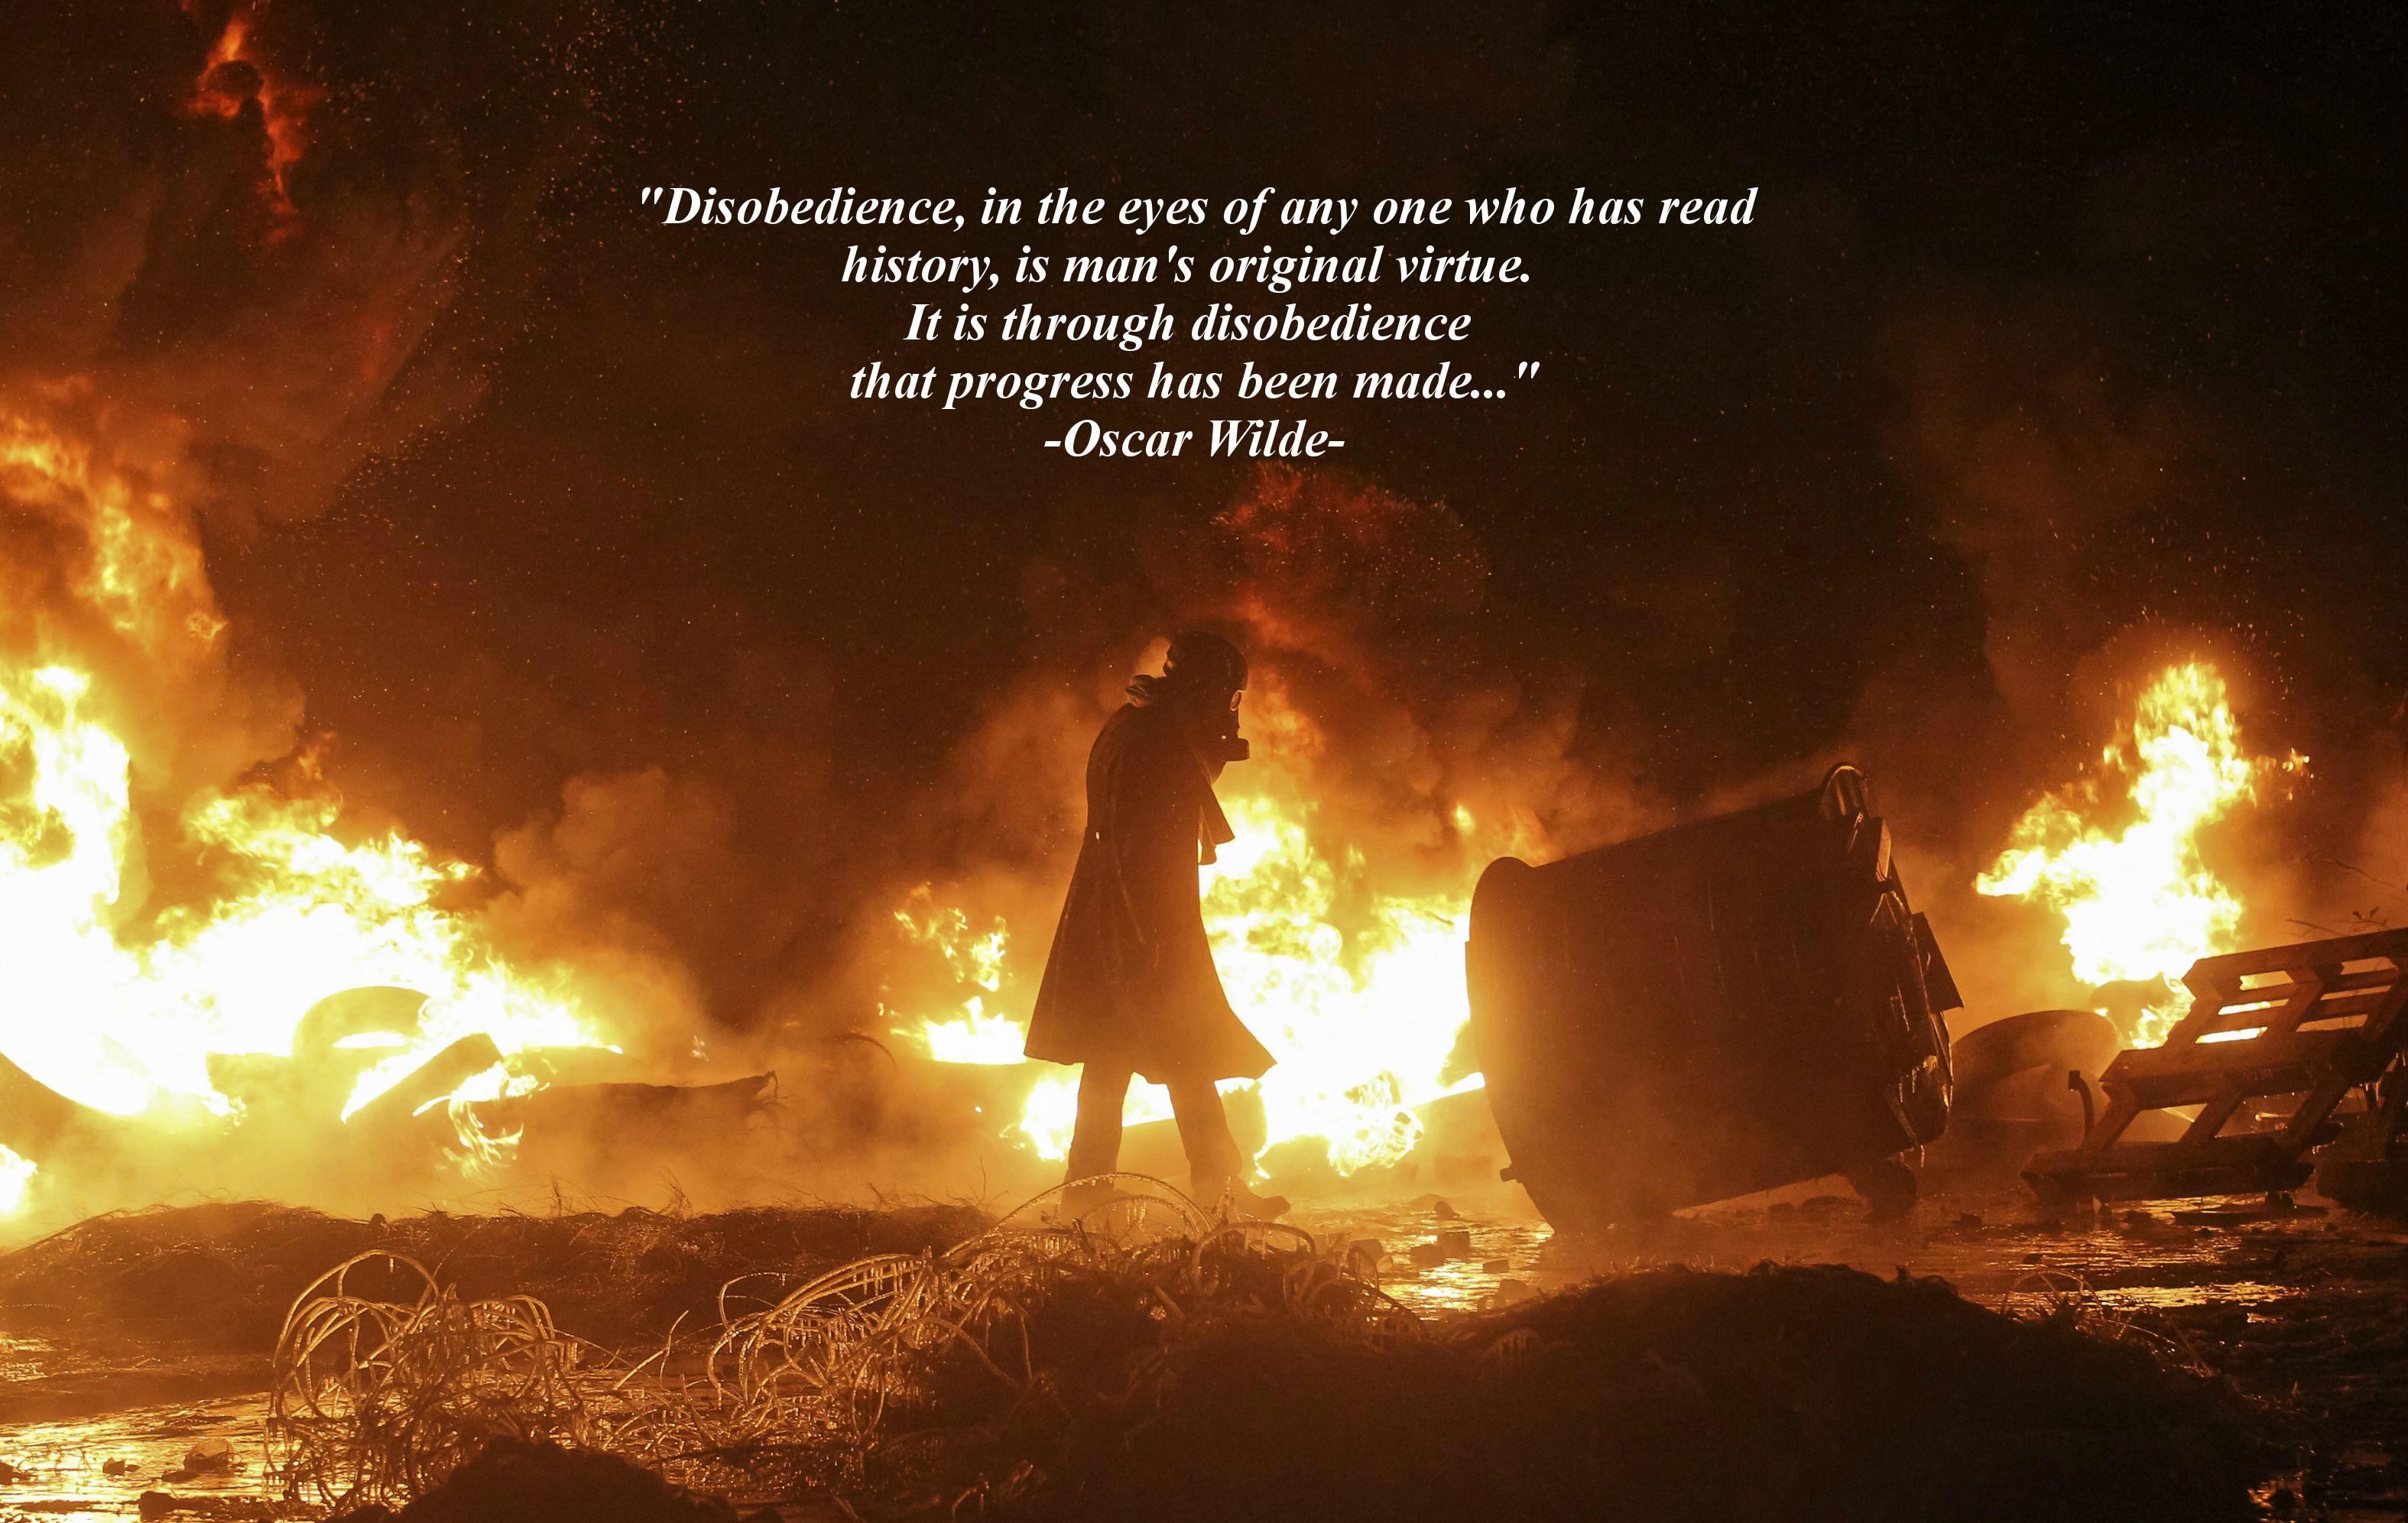 "Disobedience, in the eyes of any one who has read
history, is man's original virtue.
It is through disobedience
that progress has been made..."
-Oscar Wilde-